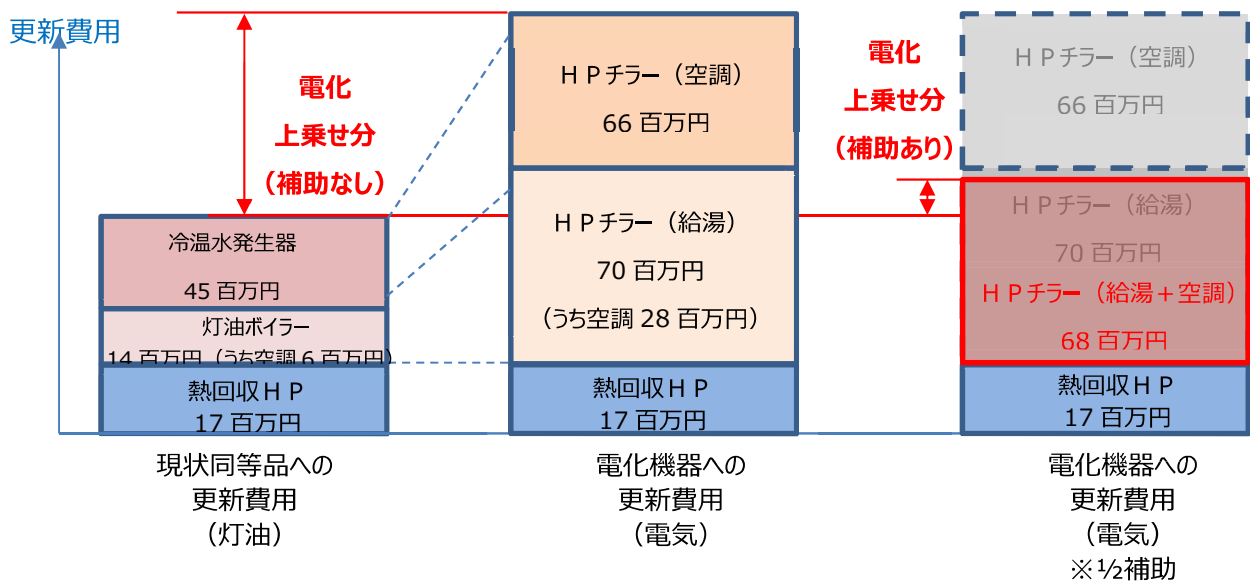 更新費用
電化
上乗せ分
（補助なし）
冷温水発生器
45 百万円
灯油ボイラー
14 百万円（うち空調 6 百万円）
熱回収ＨＰ
17 百万円
現状同等品への
更新費用
（灯油）
ＨＰチラー（空調）
66 百万円
ＨＰチラー（給湯）
70 百万円
（うち空調 28 百万円）
熱回収ＨＰ
17 百万円
電化機器への
更新費用
（電気）
電化
上乗せ分
（補助あり）
ＨＰチラー（空調）
66 百万円
ＨＰチラー（給湯）
70 百万円
ＨＰチラー（給湯＋空調）
68 百万円
熱回収ＨＰ
17 百万円
電化機器への
更新費用
（電気）
※½補助